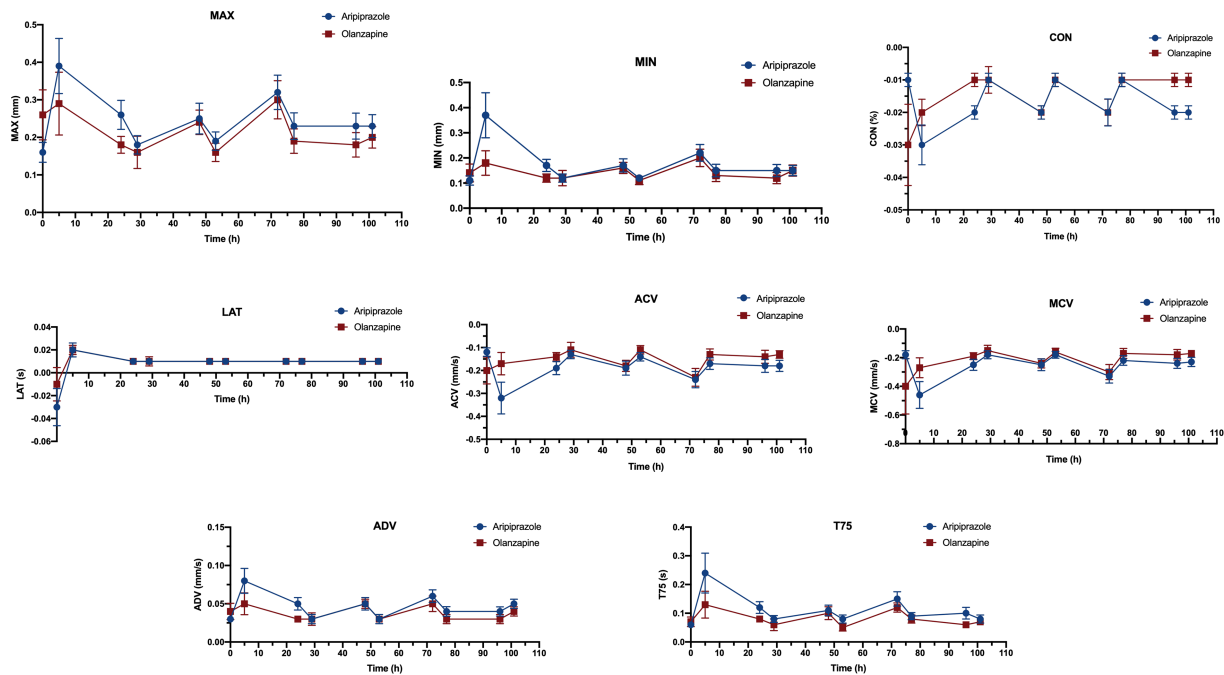 MAX
Aripiprazole
Olanzapine
MAX (mm)
0.5
0.4
0.3
0.2
0.1
0.0
0 10 20 30 40 50 60 70 80 90 100 110
Time (h)
MIN
Aripiprazole
Olanzapine
MIN (mm)
0.5
0.4
0.3
0.2
0.1
0.0
0 10 20 30 40 50 60 70 80 90 100 110
Time (h)
CON
Aripiprazole
Olanzapine
CON (%)
0.00
-0.01
-0.02
-0.03
-0.04
-0.05
0 10 20 30 40 50 60 70 80 90 100 110
Time (h)
LAT
Aripiprazole
Olanzapine
LAT (s)
0.04
0.02
0.00
-0.02
-0.04
-0.06
10 20 30 40 50 60 70 80 90 100 110
Time (h)
ACV
Aripiprazole
Olanzapine
ACV (mm/s)
0.0
-0.1
-0.2
-0.3
-0.4
-0.5
0 10 20 30 40 50 60 70 80 90 100 110
Time (h)
MCV
Aripiprazole
Olanzapine
MCV (mm/s)
-0.0
-0.2
-0.4
-0.6
-0.8
0 10 20 30 40 50 60 70 80 90 100 110
Time (h)
ADV
Aripiprazole
Olanzapine
ADV (mm/s)
0.15
0.10
0.05
0.00
0 10 20 30 40 50 60 70 80 90 100 110
Time (h)
T75
Aripiprazole
Olanzapine
T75 (s)
0.4
0.3
0.2
0.1
0.0
0 10 20 30 40 50 60 70 80 90 100 110
Time (h)